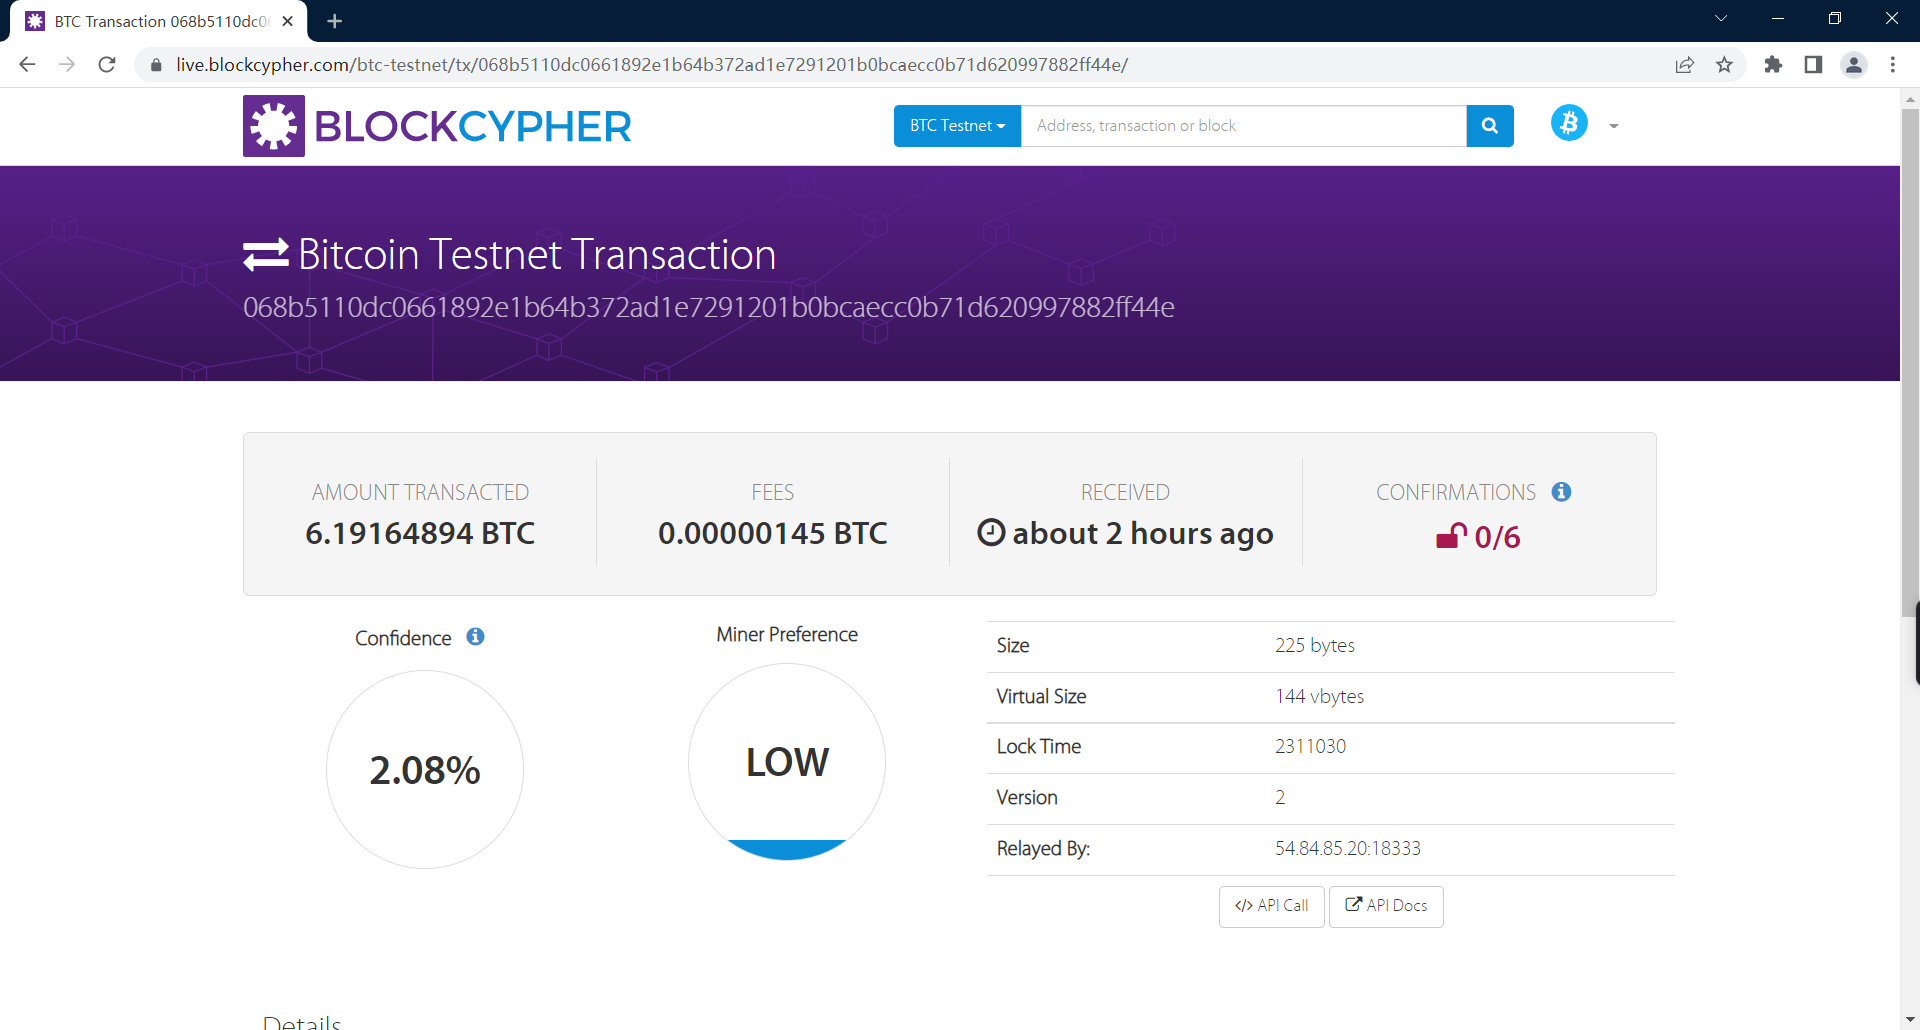 BTC Transaction 068b5110dc0
live.blockcypher.com/btc-testnet/tx/068b5110dc0661892e1b64b372ad1e7291201b0bcaecc0b71d620997882ff44e/
BLOCKCYPHER
BTC Testnet
Address, transaction or block
Bitcoin Testnet Transaction
068b5110dc0661892e1b64b372ad1e7291201b0bcaecc0b71d620997882ff44e
AMOUNT TRANSACTED
6.19164894 BTC
FEES
0.00000145 BTC
RECEIVED
about 2 hours ago
CONFIRMATIONS
0/6
Confidence
2.08%
Miner Preference
LOW
Size 225 bytes
Virtual Size 144 vbytes
Lock Time 2311030
Version 2
Relayed By: 54.84.85.20:18333
</> API Call
API Docs
Details